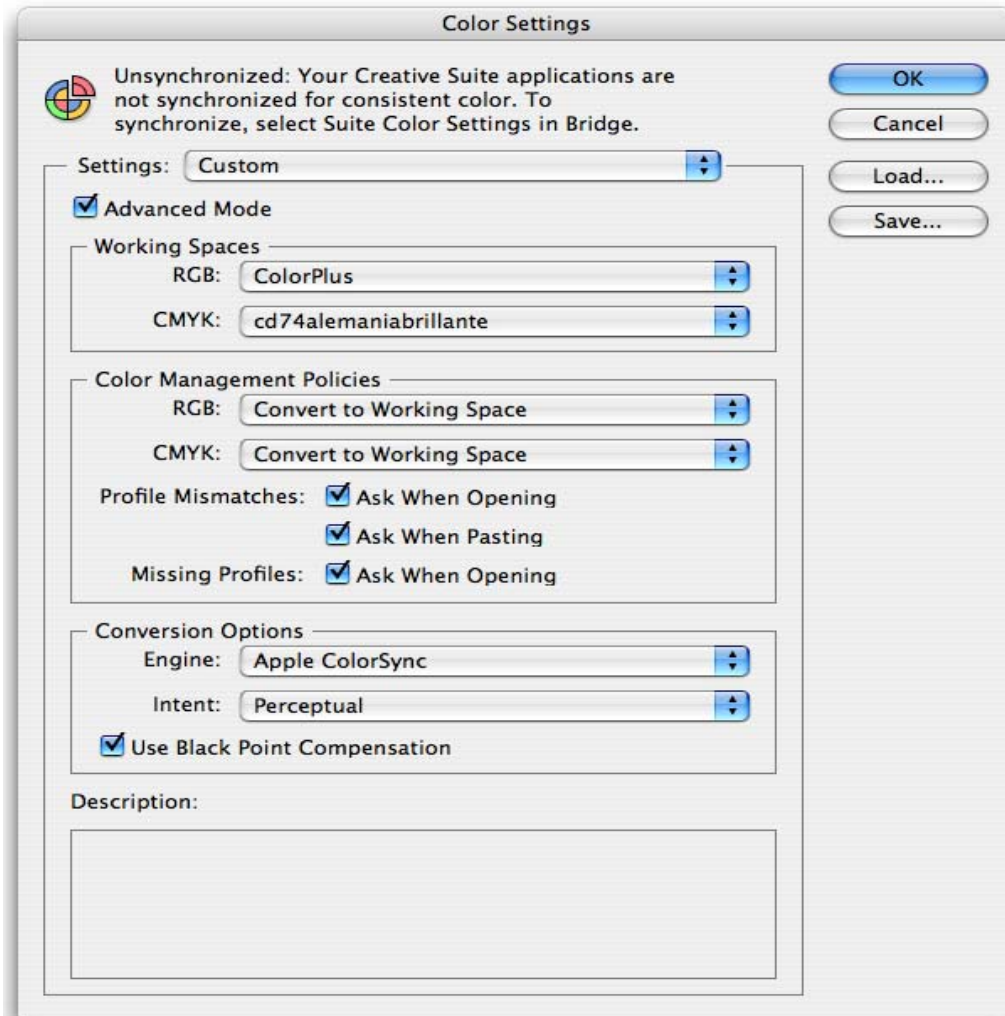 Color Settings
Unsynchronized: Your Creative Suite applications are
not synchronized for consistent color. To
synchronize, select Suite Color Settings in Bridge.
OK
Cancel
Load...
Save...
Settings: Custom
Advanced Mode
Working Spaces
RGB: ColorPlus
CMYK: cd74alemaniabrillante
Color Management Policies
RGB: Convert to Working Space
CMYK: Convert to Working Space
Profile Mismatches: Ask When Opening
Ask When Pasting
Missing Profiles: Ask When Opening
Conversion Options
Engine: Apple ColorSync
Intent: Perceptual
Use Black Point Compensation
Description: